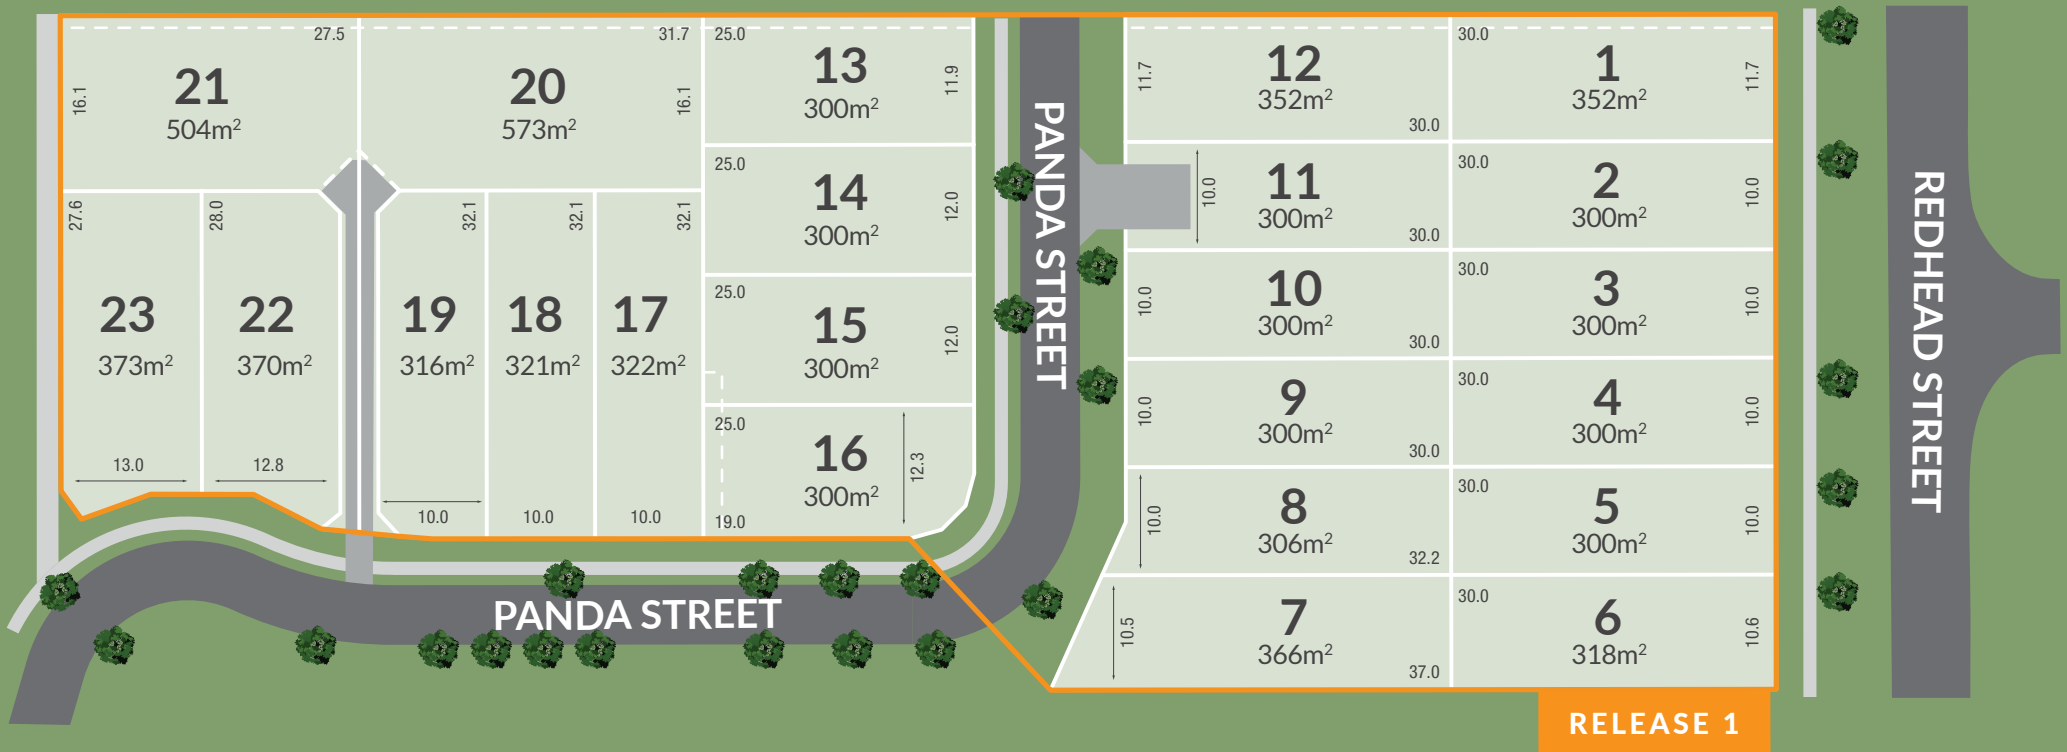 27.5
21
504m²
16.1
31.7
20
573m²
16.1
25.0
13
300m²
11.9
25.0
14
300m²
12.0
25.0
15
300m²
12.0
25.0
16
300m²
12.3
19.0
27.6
23
373m²
13.0
28.0
22
370m²
12.8
32.1
19
316m²
10.0
32.1
18
321m²
10.0
32.1
17
322m²
10.0
PANDA STREET
PANDA STREET
11.7
12
352m²
30.0
30.0
1
352m²
11.7
10.0
11
300m²
30.0
30.0
2
300m²
10.0
10.0
10
300m²
30.0
30.0
3
300m²
10.0
10.0
9
300m²
30.0
30.0
4
300m²
10.0
10.0
8
306m²
32.2
30.0
5
300m²
10.0
10.5
7
366m²
37.0
30.0
6
318m²
10.6
REDHEAD STREET
RELEASE 1